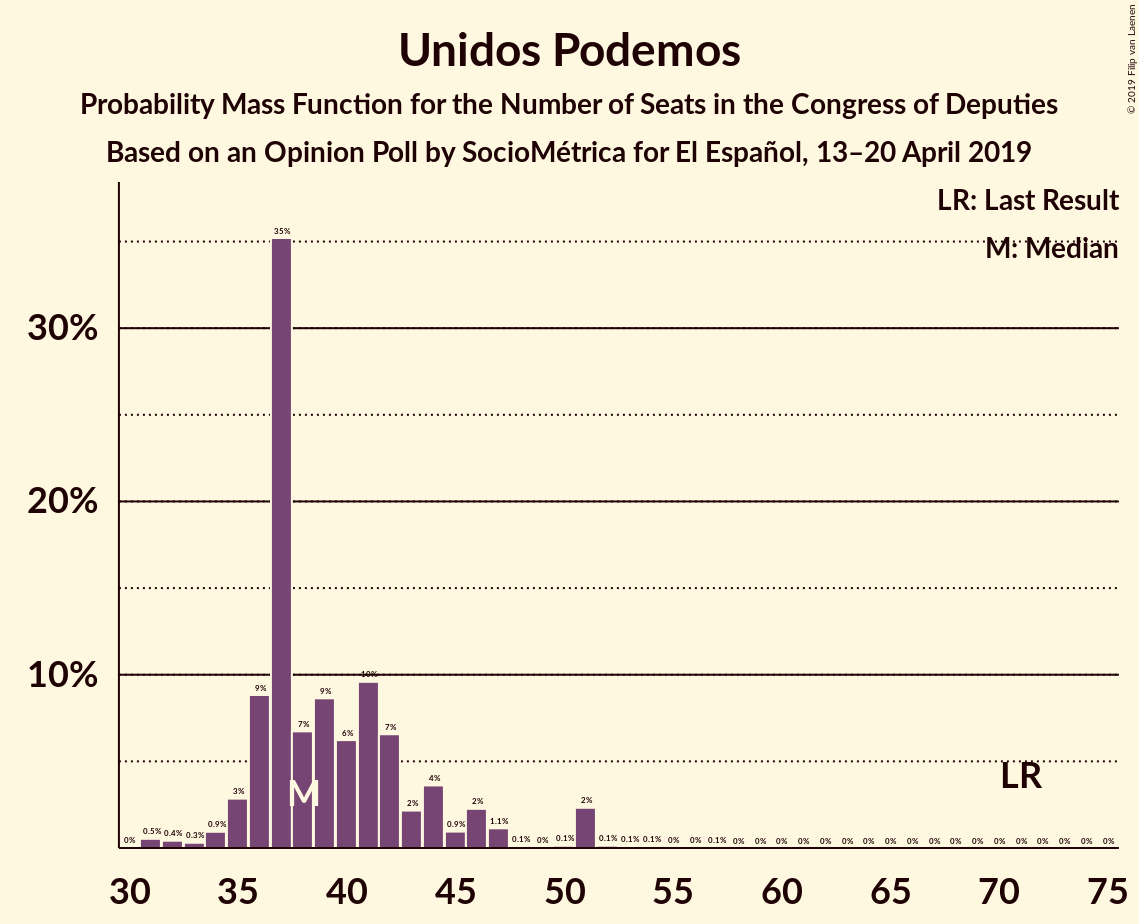 Unidos Podemos
Probability Mass Function for the Number of Seats in the Congress of Deputies
Based on an Opinion Poll by SocioMétrica for El Español, 13–20 April 2019
© 2019 Filip van Laenen
LR: Last Result
M: Median
30%
20%
10%
0% 0.5% 0.4% 0.3% 0.9% 3% 9% 35% 7% 9% 6% 10% 7% 2% 4% 0.9% 2% 1.1% 0.1% 0% 0.1% 2% 0.1% 0.1% 0.1% 0% 0% 0.1% 0% 0% 0% 0% 0% 0% 0% 0% 0% 0% 0% 0% 0% 0% 0% 0% 0% 0%
M
LR
30 35 40 45 50 55 60 65 70 75